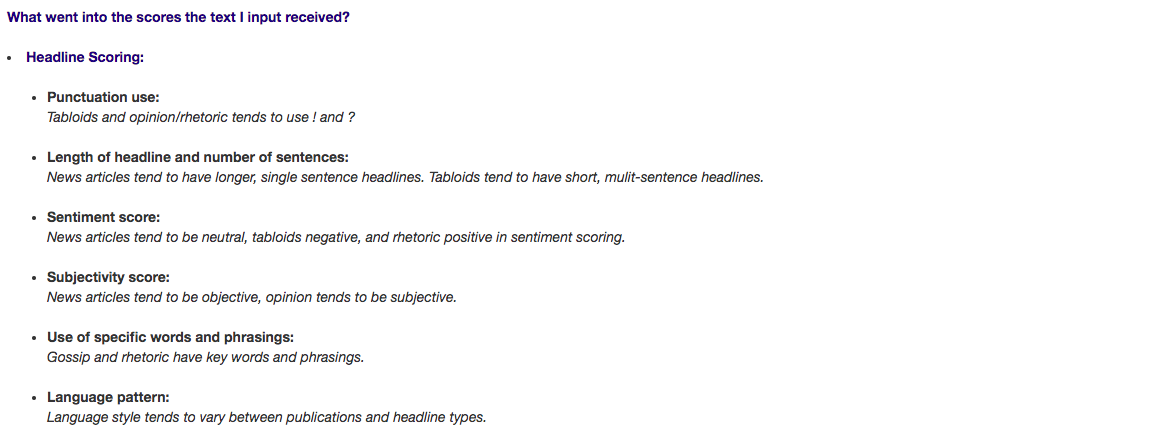 What went into the scores the text I input received?
• Headline Scoring:
• Punctuation use:
Tabloids and opinion/rhetoric tends to use ! and ?
• Length of headline and number of sentences:
News articles tend to have longer, single sentence headlines. Tabloids tend to have short, mulit-sentence headlines.
• Sentiment score:
News articles tend to be neutral, tabloids negative, and rhetoric positive in sentiment scoring.
• Subjectivity score:
News articles tend to be objective, opinion tends to be subjective.
• Use of specific words and phrasings:
Gossip and rhetoric have key words and phrasings.
• Language pattern:
Language style tends to vary between publications and headline types.